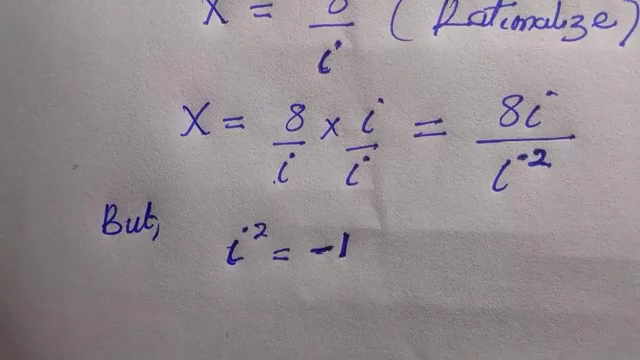 X = 8/i (Rationalize)
X = 8/i × i/i = 8i/i²
But, i² = -1